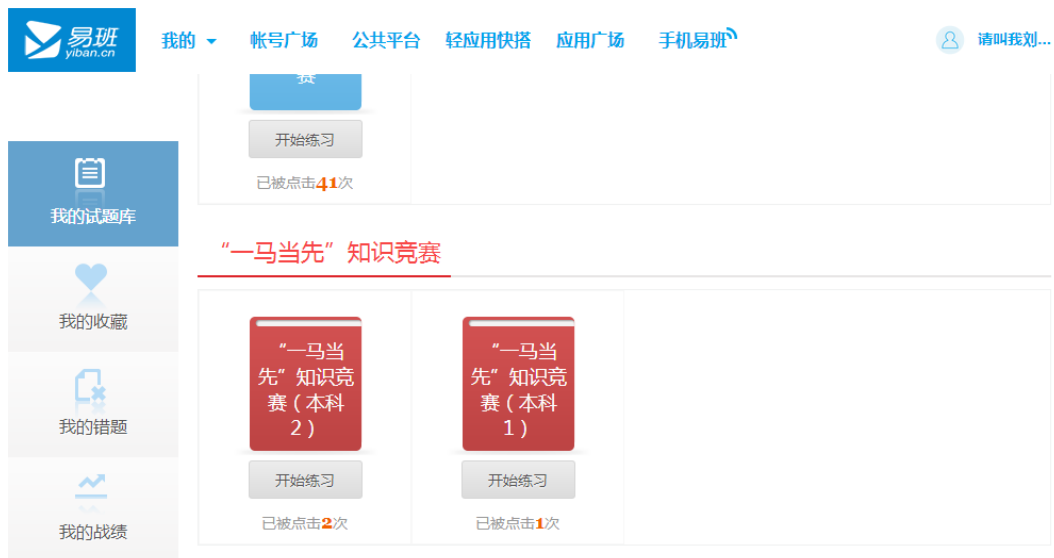 易班
yiban.cn
我的 帐号广场 公共平台 轻应用快搭 应用广场 手机易班 请叫我刘...
赛
开始练习
已被点击41次
我的试题库
我的收藏
我的错题
我的战绩
“一马当先”知识竞赛
“一马当
先”知识竞
赛（本科
2）
开始练习
已被点击2次
“一马当
先”知识竞
赛（本科
1）
开始练习
已被点击1次